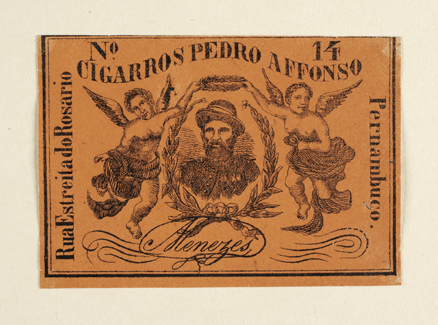 Nº 14
CIGARROS PEDRO AFFONSO
Rua Estreita do Rosario
Pernambuco.
Menezes